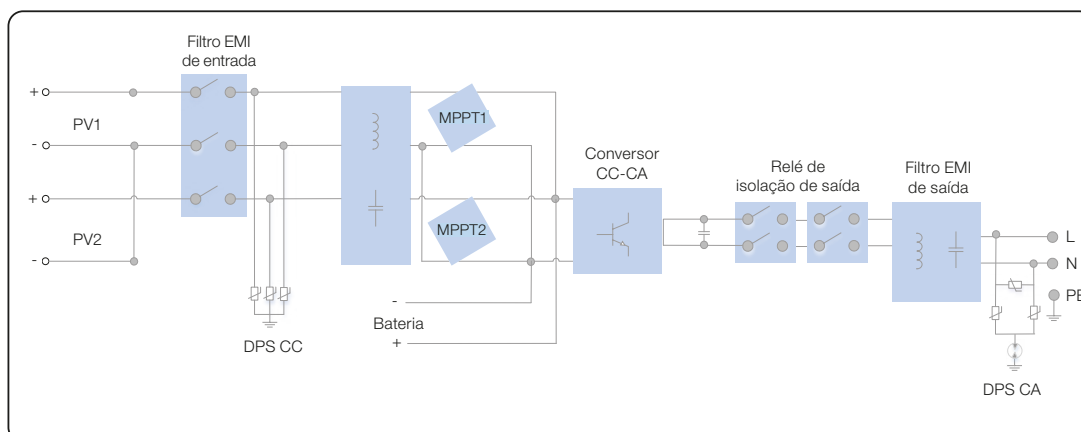 Filtro EMI
de entrada
+
PV1
-
+
PV2
-
DPS CC
MPPT1
MPPT2
-
Bateria
+
Conversor
CC-CA
Relé de
isolação de saída
Filtro EMI
de saída
L
N
PE
DPS CA